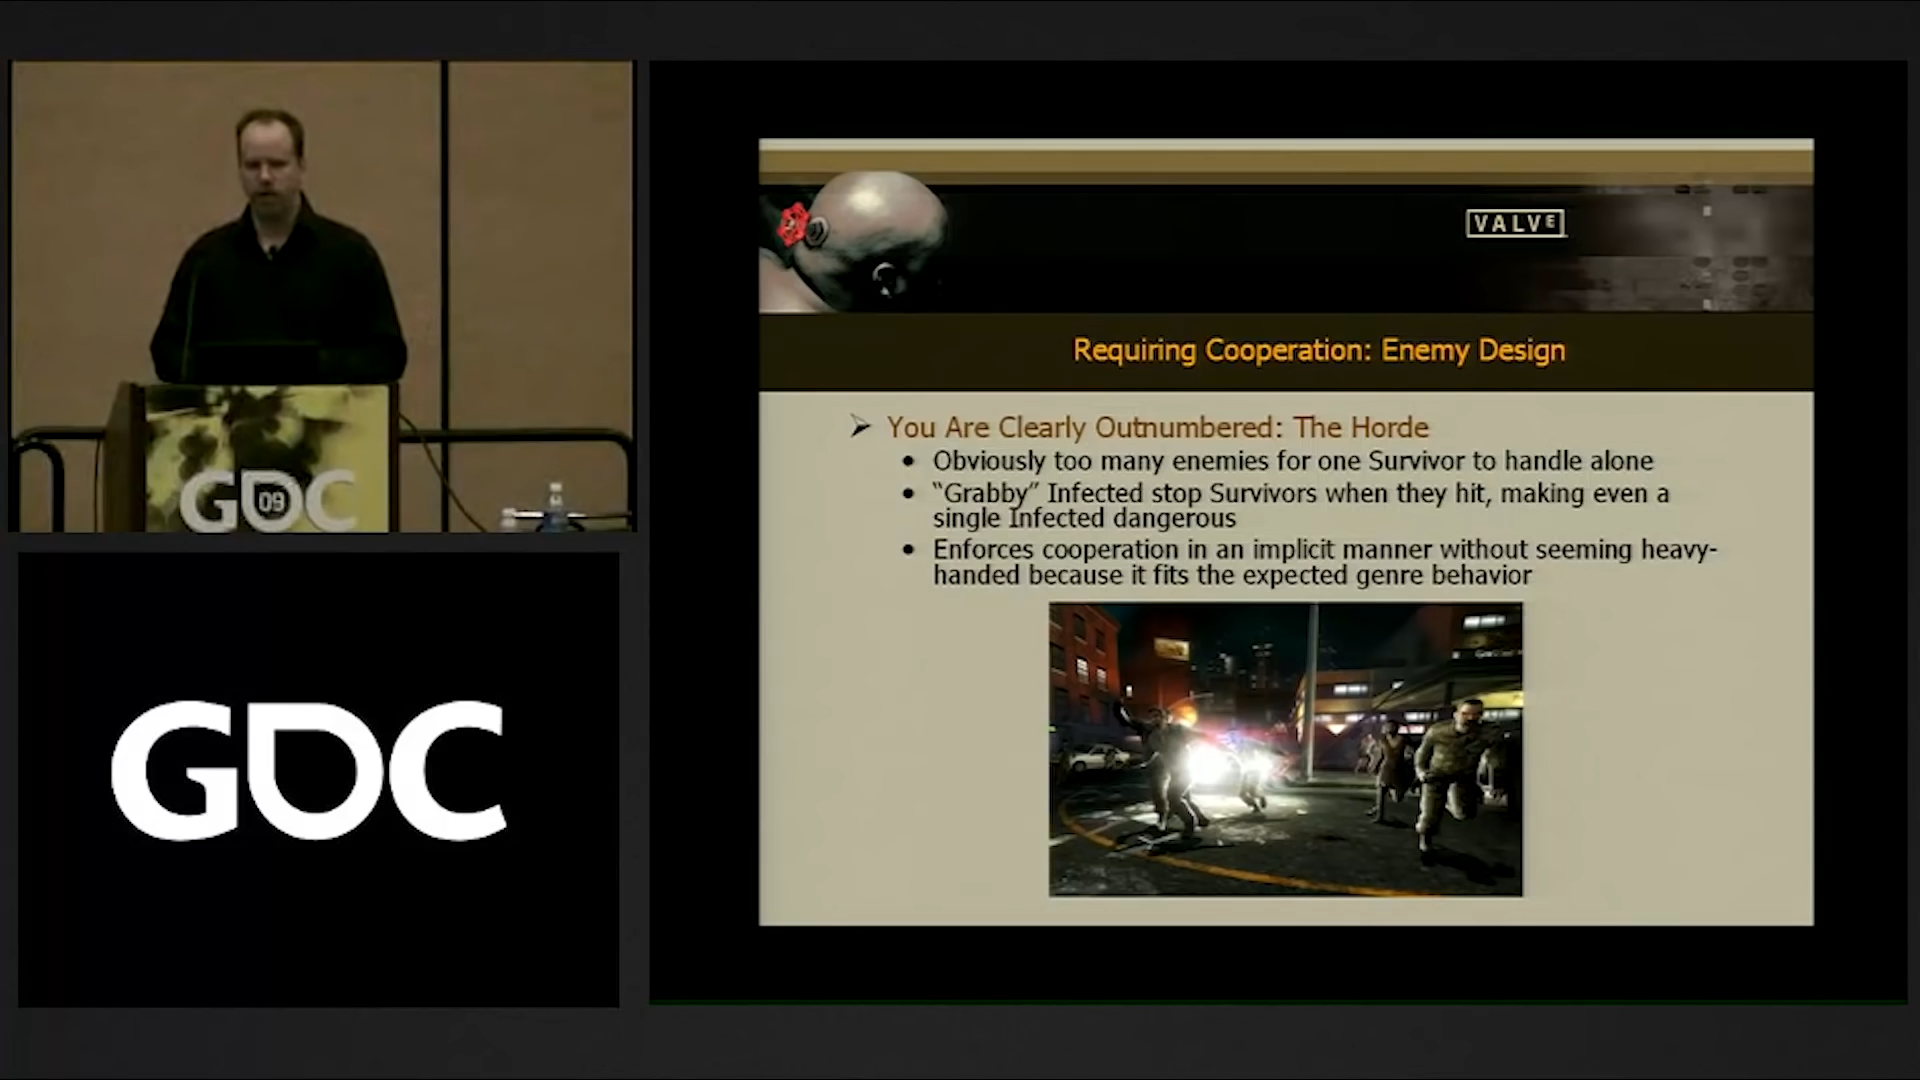 VALVE
Requiring Cooperation: Enemy Design
You Are Clearly Outnumbered: The Horde
Obviously too many enemies for one Survivor to handle alone
“Grabby” Infected stop Survivors when they hit, making even a
single Infected dangerous
Enforces cooperation in an implicit manner without seeming heavy-
handed because it fits the expected genre behavior
GDC
09
GDC